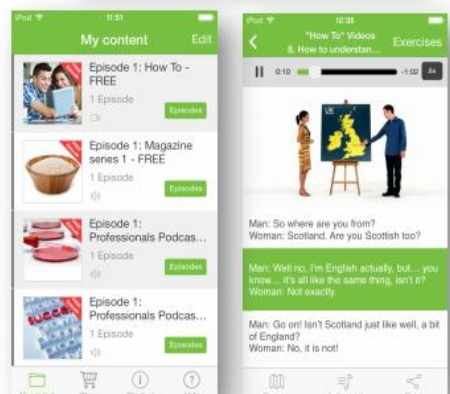 iPod
11:51
My content
Edit
Episode 1: How To -
FREE
1 Episode
Episodes
Episode 1: Magazine
series 1 - FREE
1 Episode
Episodes
Episode 1:
Professionals Podcas...
1 Episode
Episodes
Episode 1:
Professionals Podcas...
1 Episode
Episodes
iPod
12:35
"How To" Videos
8. How to understan...
Exercises
0:10
-1:02
UK
Man: So where are you from?
Woman: Scotland. Are you Scottish too?
Man: Well no, I'm English actually, but... you
know ... it's all like the same thing, isn't it?
Woman: Not exactly.
Man: Go on! Isn't Scotland just like well, a bit
of England?
Woman: No, it is not!